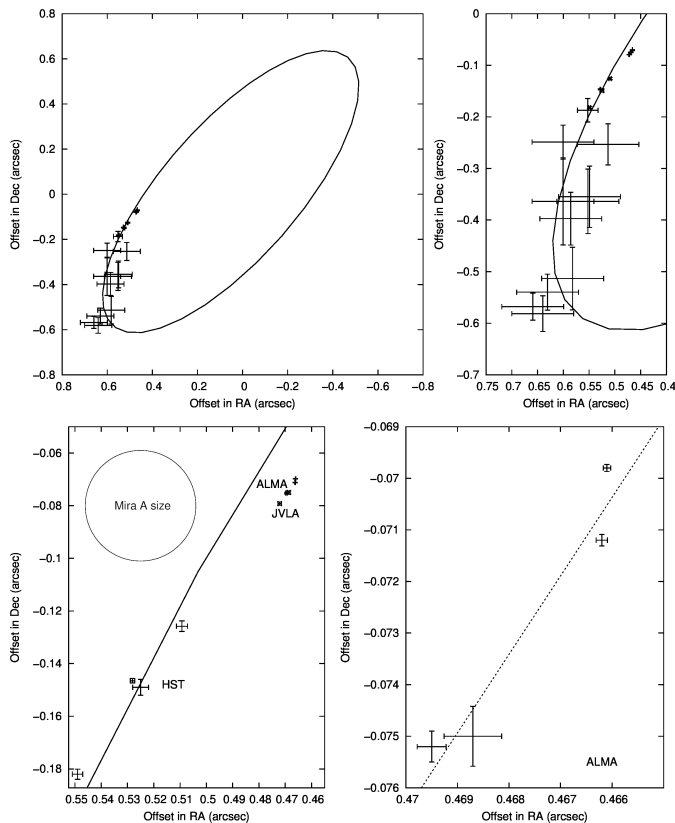 0.8
0.6
0.4
0.2
0
−0.2
−0.4
−0.6
−0.8
Offset in Dec (arcsec)
0.8 0.6 0.4 0.2 0 −0.2 −0.4 −0.6 −0.8
Offset in RA (arcsec)
0
−0.1
−0.2
−0.3
−0.4
−0.5
−0.6
−0.7
Offset in Dec (arcsec)
0.75 0.7 0.65 0.6 0.55 0.5 0.45 0.4
Offset in RA (arcsec)
−0.06
−0.08
−0.1
−0.12
−0.14
−0.16
−0.18
Offset in Dec (arcsec)
Mira A size
ALMA
JVLA
HST
0.55 0.54 0.53 0.52 0.51 0.5 0.49 0.48 0.47 0.46
Offset in RA (arcsec)
−0.069
−0.07
−0.071
−0.072
−0.073
−0.074
−0.075
−0.076
Offset in Dec (arcsec)
ALMA
0.47 0.469 0.468 0.467 0.466
Offset in RA (arcsec)